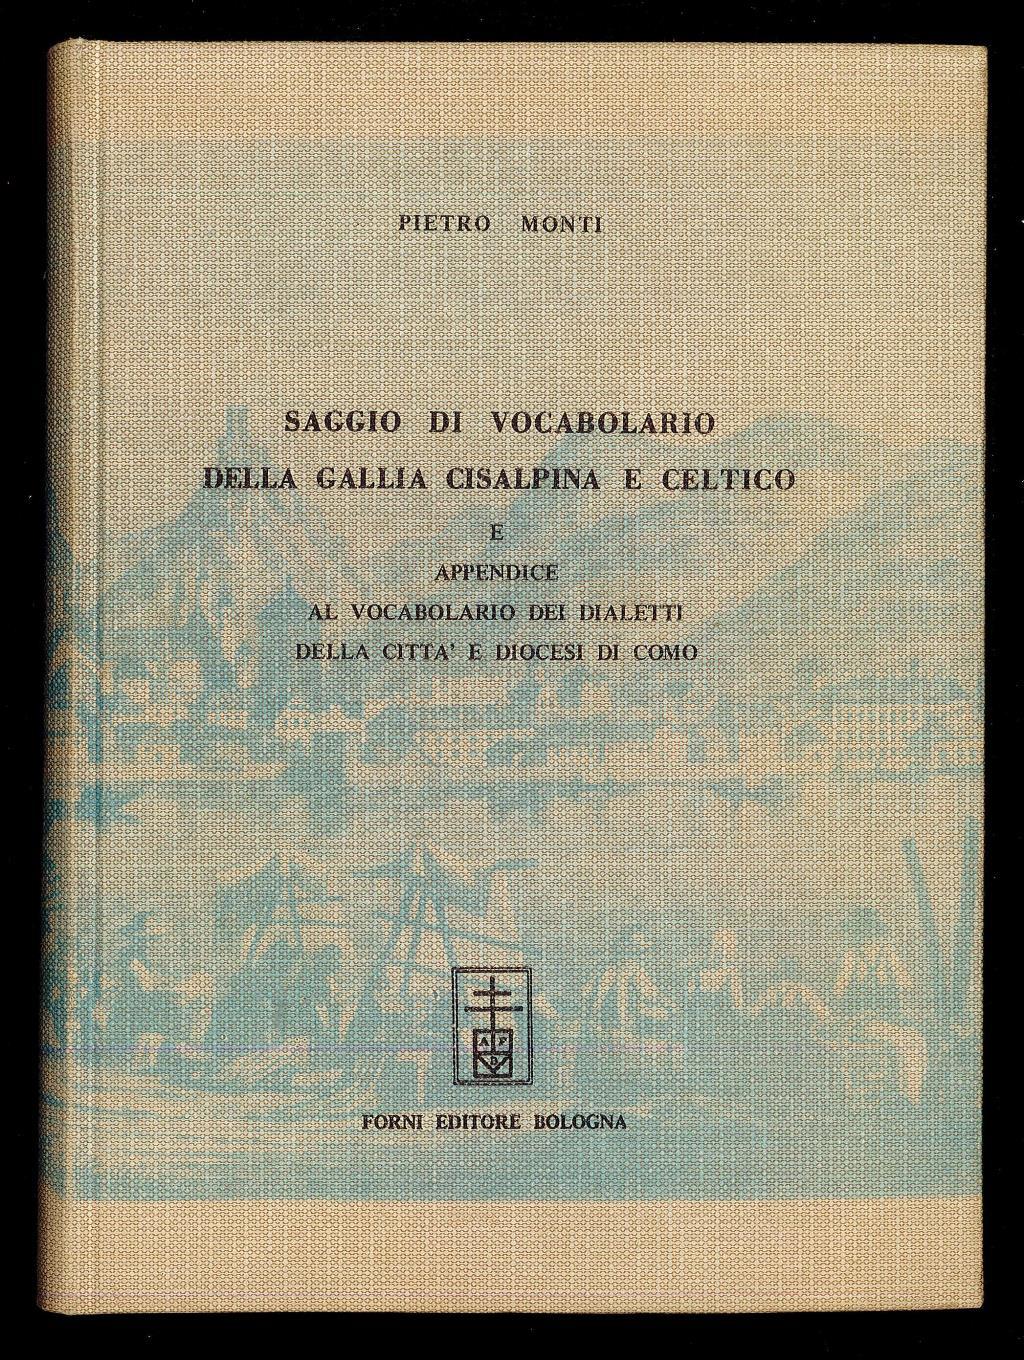 PIETRO MONTI
SAGGIO DI VOCABOLARIO
DELLA GALLIA CISALPINA E CELTICO
E
APPENDICE
AL VOCABOLARIO DEI DIALETTI
DELLA CITTA' E DIOCESI DI COMO
A F
B
FORNI EDITORE BOLOGNA